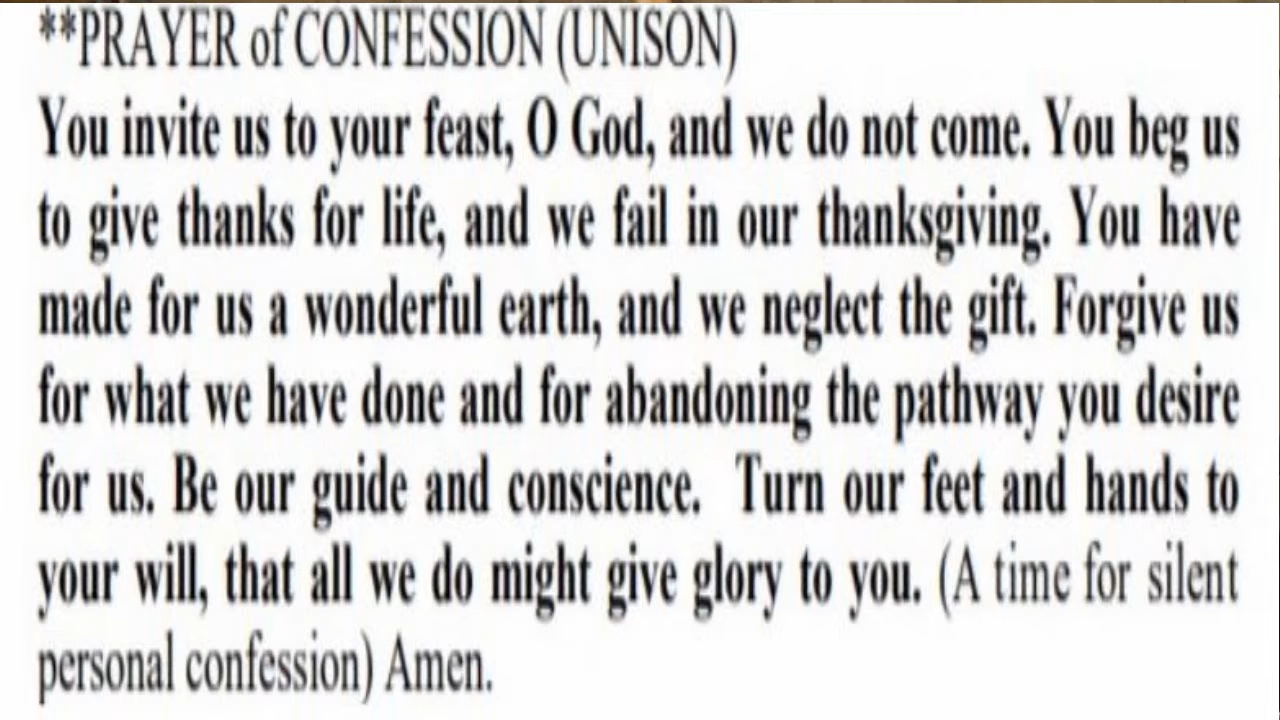 **PRAYER of CONFESSION (UNISON)
You invite us to your feast, O God, and we do not come. You beg us
to give thanks for life, and we fail in our thanksgiving. You have
made for us a wonderful earth, and we neglect the gift. Forgive us
for what we have done and for abandoning the pathway you desire
for us. Be our guide and conscience. Turn our feet and hands to
your will, that all we do might give glory to you. (A time for silent
personal confession) Amen.